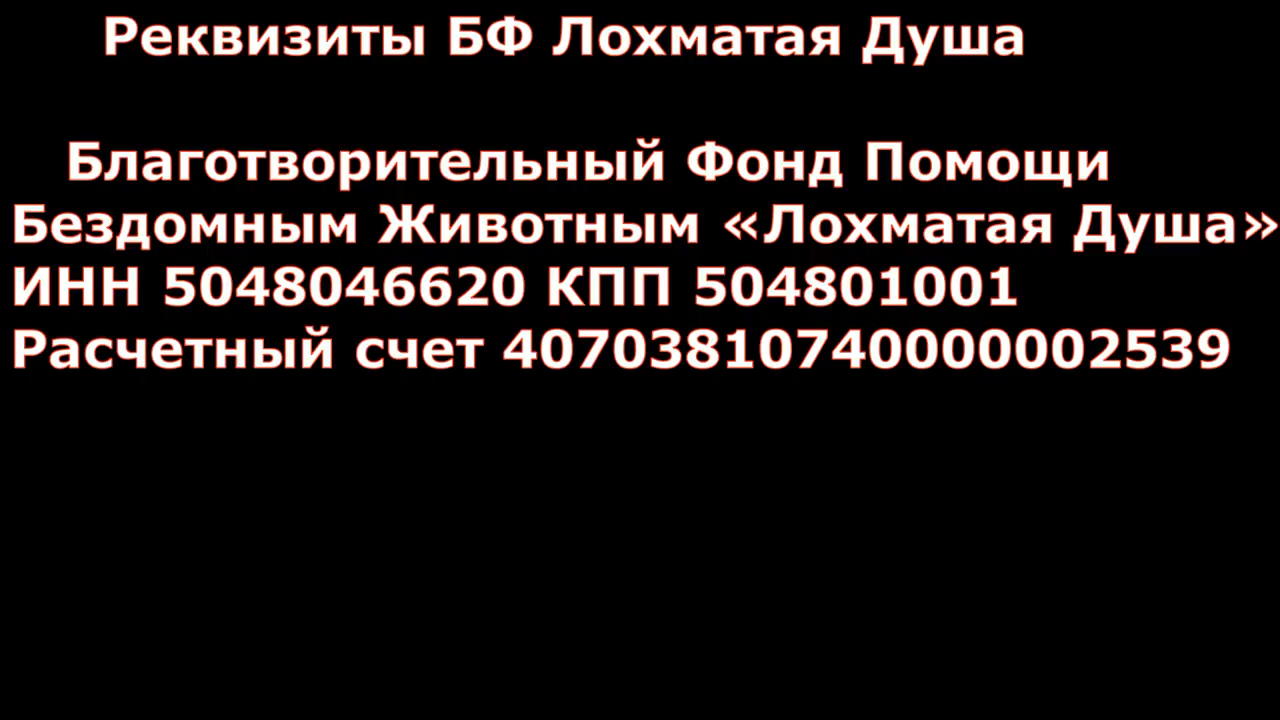 Реквизиты БФ Лохматая Душа
Благотворительный Фонд Помощи
Бездомным Животным «Лохматая Душа»
ИНН 5048046620 КПП 504801001
Расчетный счет 40703810740000002539